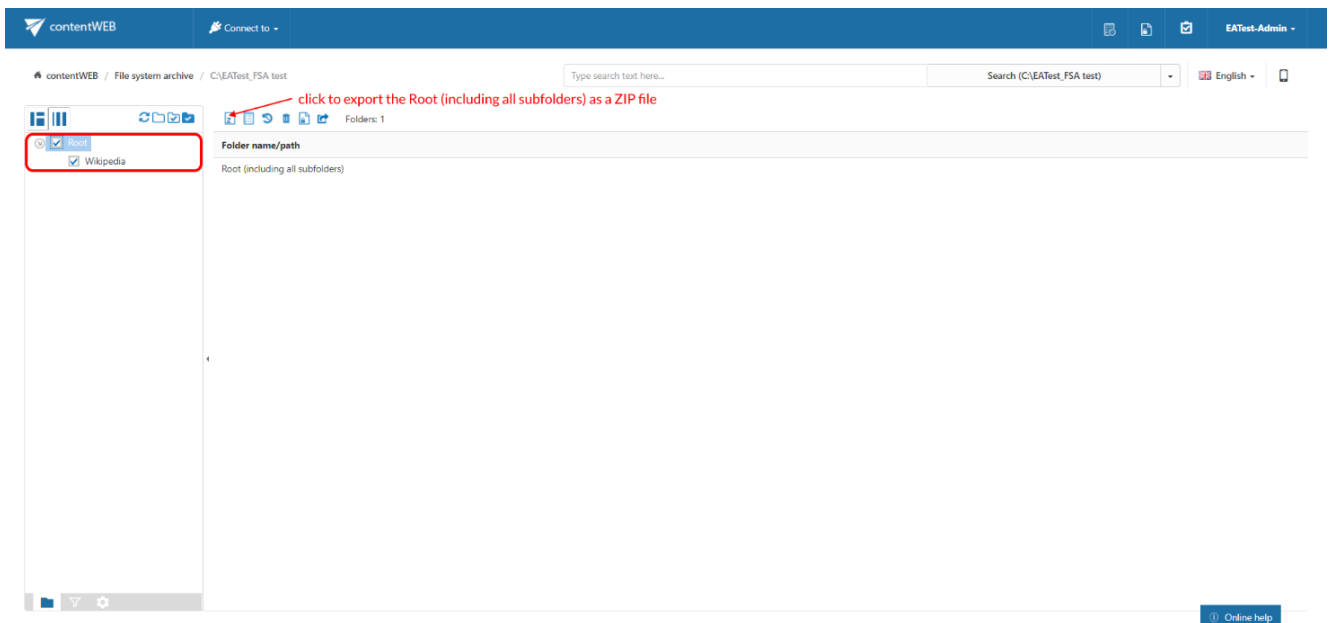 contentWEB
Connect to
EATest-Admin
contentWEB / File system archive / C:\EATest_FSA test
Type search text here...
Search (C:\EATest_FSA test)
English
click to export the Root (including all subfolders) as a ZIP file
Folders: 1
Root
Wikipedia
Folder name/path
Root (including all subfolders)
Online help